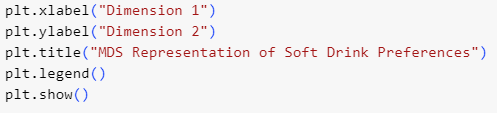 plt.xlabel("Dimension 1")
plt.ylabel("Dimension 2")
plt.title("MDS Representation of Soft Drink Preferences")
plt.legend()
plt.show()